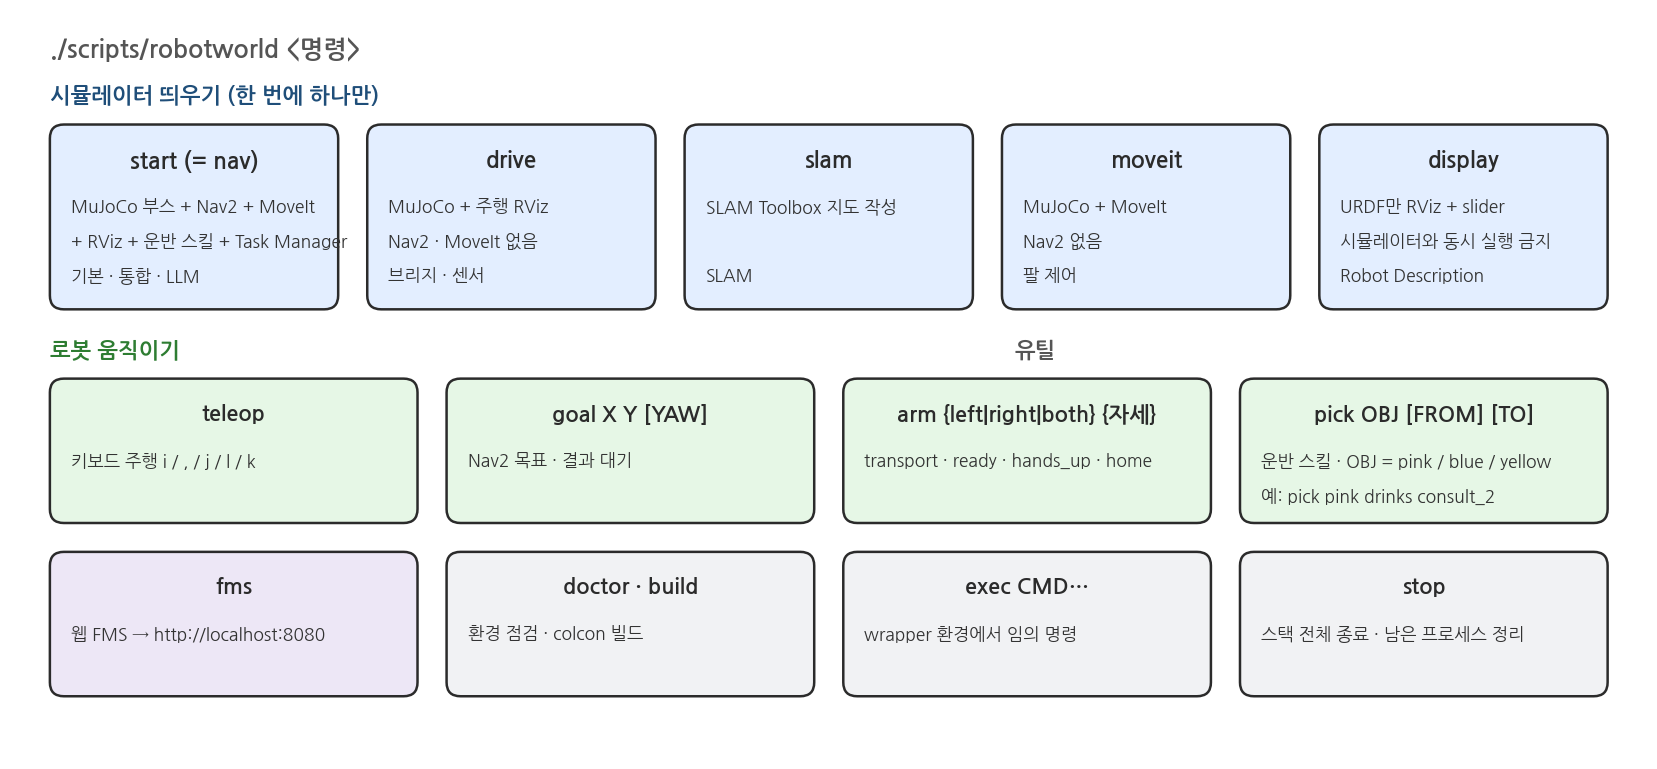 ./scripts/robotworld <명령>
시뮬레이터 띄우기 (한 번에 하나만)
start (= nav)
MuJoCo 부스 + Nav2 + MoveIt
+ RViz + 운반 스킬 + Task Manager
기본 · 통합 · LLM
drive
MuJoCo + 주행 RViz
Nav2 · MoveIt 없음
브리지 · 센서
slam
SLAM Toolbox 지도 작성
SLAM
moveit
MuJoCo + MoveIt
Nav2 없음
팔 제어
display
URDF만 RViz + slider
시뮬레이터와 동시 실행 금지
Robot Description
로봇 움직이기
유틸
teleop
키보드 주행 i / , / j / l / k
goal X Y [YAW]
Nav2 목표 · 결과 대기
arm {left|right|both} {자세}
transport · ready · hands_up · home
pick OBJ [FROM] [TO]
운반 스킬 · OBJ = pink / blue / yellow
예: pick pink drinks consult_2
fms
웹 FMS → http://localhost:8080
doctor · build
환경 점검 · colcon 빌드
exec CMD…
wrapper 환경에서 임의 명령
stop
스택 전체 종료 · 남은 프로세스 정리